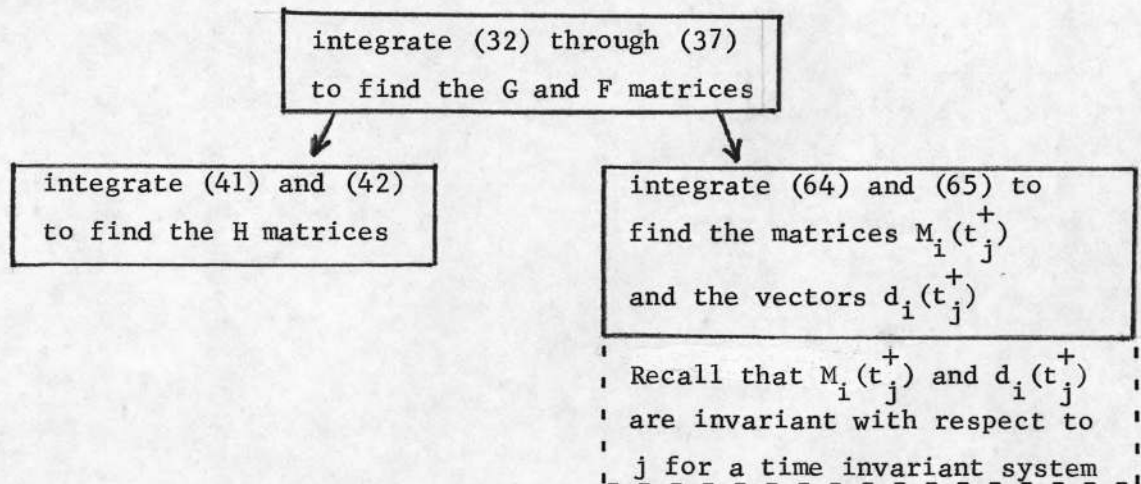 integrate (32) through (37)
to find the G and F matrices
integrate (41) and (42)
to find the H matrices
integrate (64) and (65) to
find the matrices M_i(t_j^+)
and the vectors d_i(t_j^+)
Recall that M_i(t_j^+) and d_i(t_j^+)
are invariant with respect to
j for a time invariant system